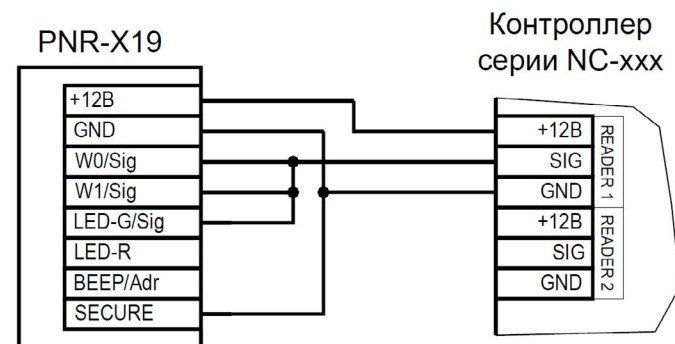 PNR-X19
Контроллер
серии NC-xxx
+12В
GND
W0/Sig
W1/Sig
LED-G/Sig
LED-R
BEEP/Adr
SECURE
+12В
SIG
GND
READER 1
+12В
SIG
GND
READER 2